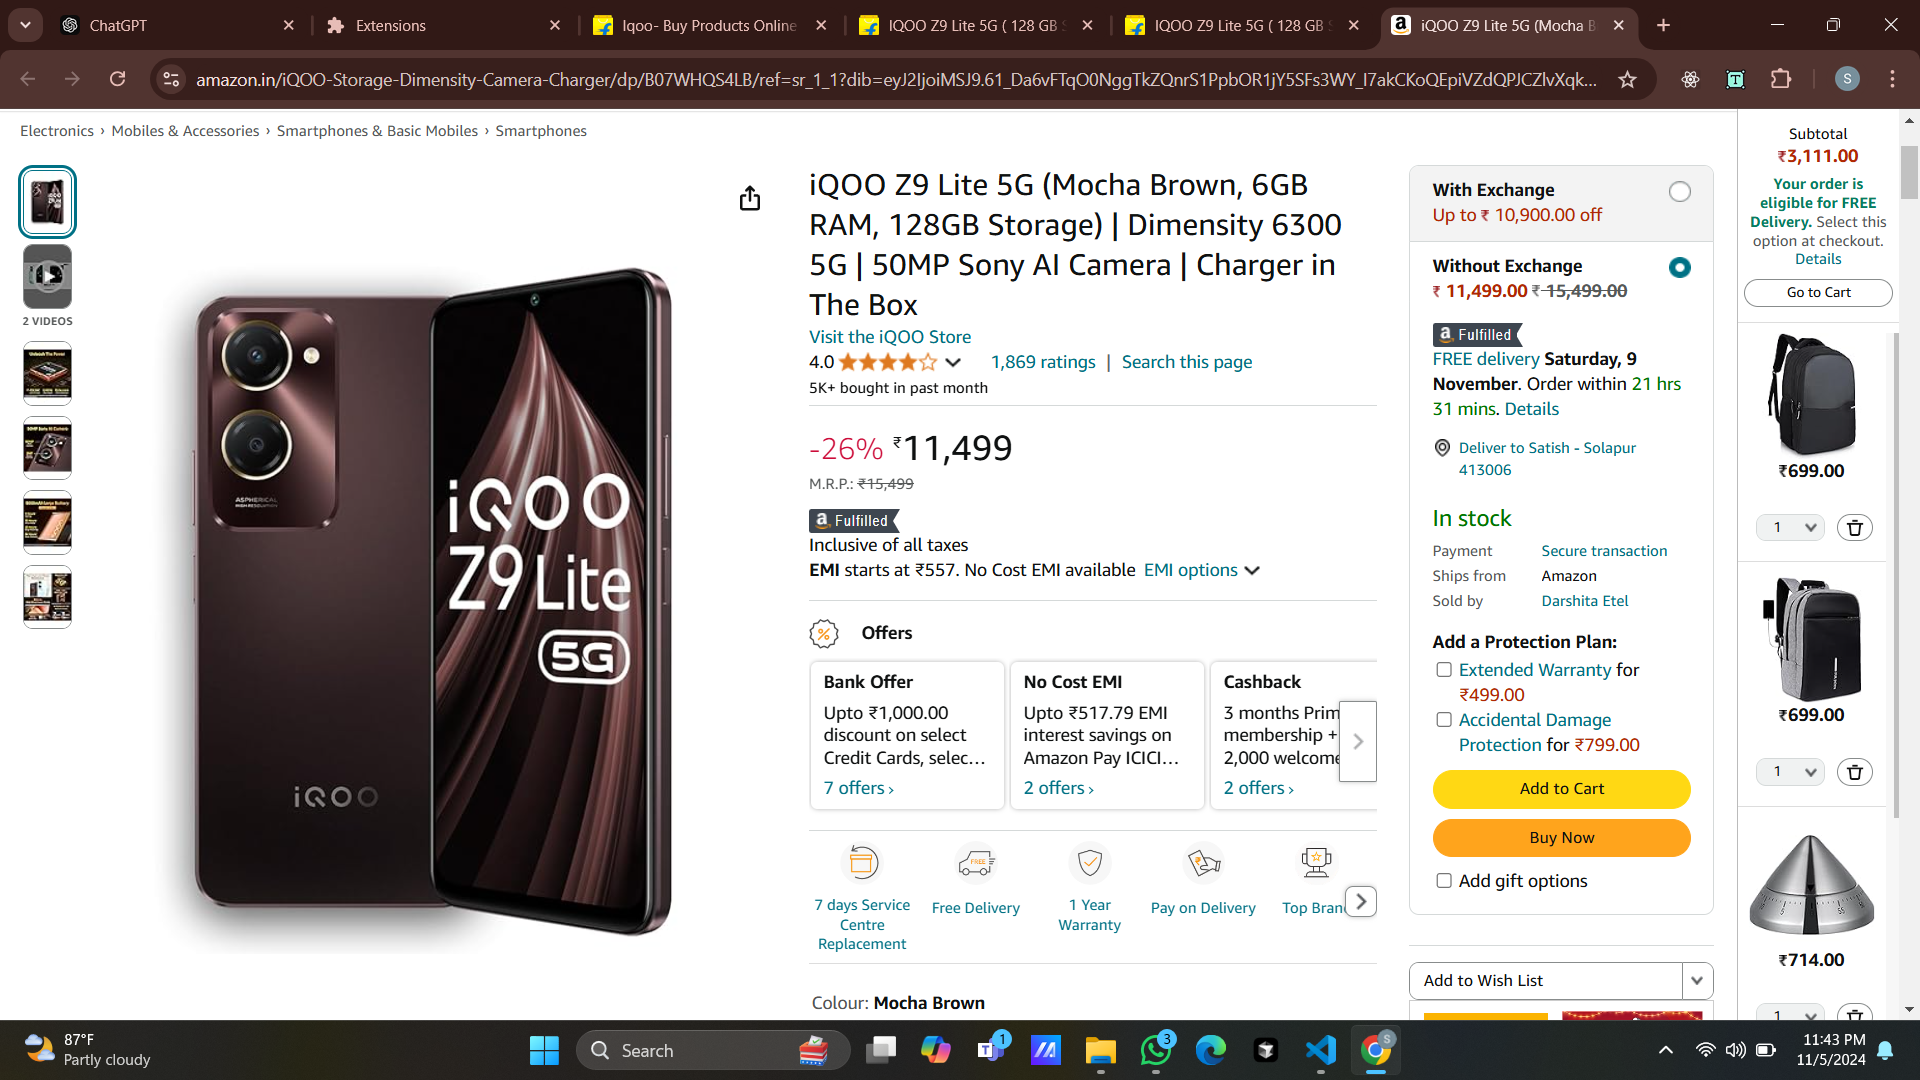 ChatGPT
Extensions
Iqoo- Buy Products Online
IQOO Z9 Lite 5G ( 128 GB S
IQOO Z9 Lite 5G ( 128 GB S
iQOO Z9 Lite 5G (Mocha B
amazon.in/iQOO-Storage-Dimensity-Camera-Charger/dp/B07WHQS4LB/ref=sr_1_1?dib=eyJ2IjoiMSJ9.61_Da6vFTqO0NggTkZQnrS1PpbOR1jY5SFs3WY_I7akCKoQEpiVZdQPJCZlvXqk...
S
Electronics › Mobiles & Accessories › Smartphones & Basic Mobiles › Smartphones
2 VIDEOS
ASPHERICAL
HIGH RESOLUTION
iQOO
iQOO
Z9 Lite
5G
iQOO Z9 Lite 5G (Mocha Brown, 6GB
RAM, 128GB Storage) | Dimensity 6300
5G | 50MP Sony AI Camera | Charger in
The Box
Visit the iQOO Store
4.0 1,869 ratings | Search this page
5K+ bought in past month
-26% ₹11,499
M.R.P.: ₹15,499
a Fulfilled
Inclusive of all taxes
EMI starts at ₹557. No Cost EMI available EMI options
Offers
Bank Offer
Upto ₹1,000.00
discount on select
Credit Cards, selec...
7 offers ›
No Cost EMI
Upto ₹517.79 EMI
interest savings on
Amazon Pay ICICI...
2 offers ›
Cashback
3 months Prim
membership +
2,000 welcome
2 offers ›
7 days Service
Centre
Replacement
FREE
Free Delivery
1 Year
Warranty
Pay on Delivery
Top Bran
Colour: Mocha Brown
With Exchange
Up to ₹ 10,900.00 off
Without Exchange
₹ 11,499.00 ₹ 15,499.00
a Fulfilled
FREE delivery Saturday, 9
November. Order within 21 hrs
31 mins. Details
Deliver to Satish - Solapur
413006
In stock
Payment Secure transaction
Ships from Amazon
Sold by Darshita Etel
Add a Protection Plan:
Extended Warranty for
₹499.00
Accidental Damage
Protection for ₹799.00
Add to Cart
Buy Now
Add gift options
Add to Wish List
Subtotal
₹3,111.00
Your order is
eligible for FREE
Delivery. Select this
option at checkout.
Details
Go to Cart
₹699.00
1
₹699.00
1
₹714.00
1
87°F
Partly cloudy
Search
1
3
S
11:43 PM
11/5/2024